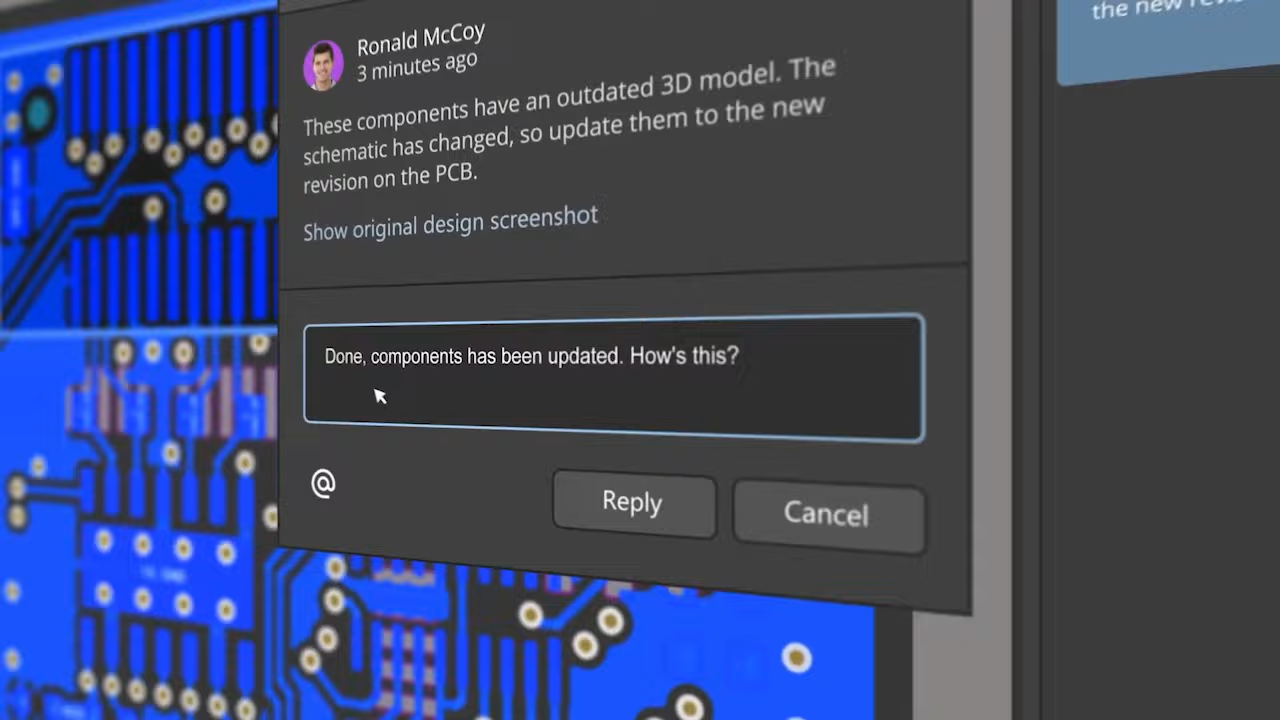 the new
Ronald McCoy
3 minutes ago
These components have an outdated 3D model. The
schematic has changed, so update them to the new
revision on the PCB.
Show original design screenshot
Done, components has been updated. How's this?
@
Reply
Cancel